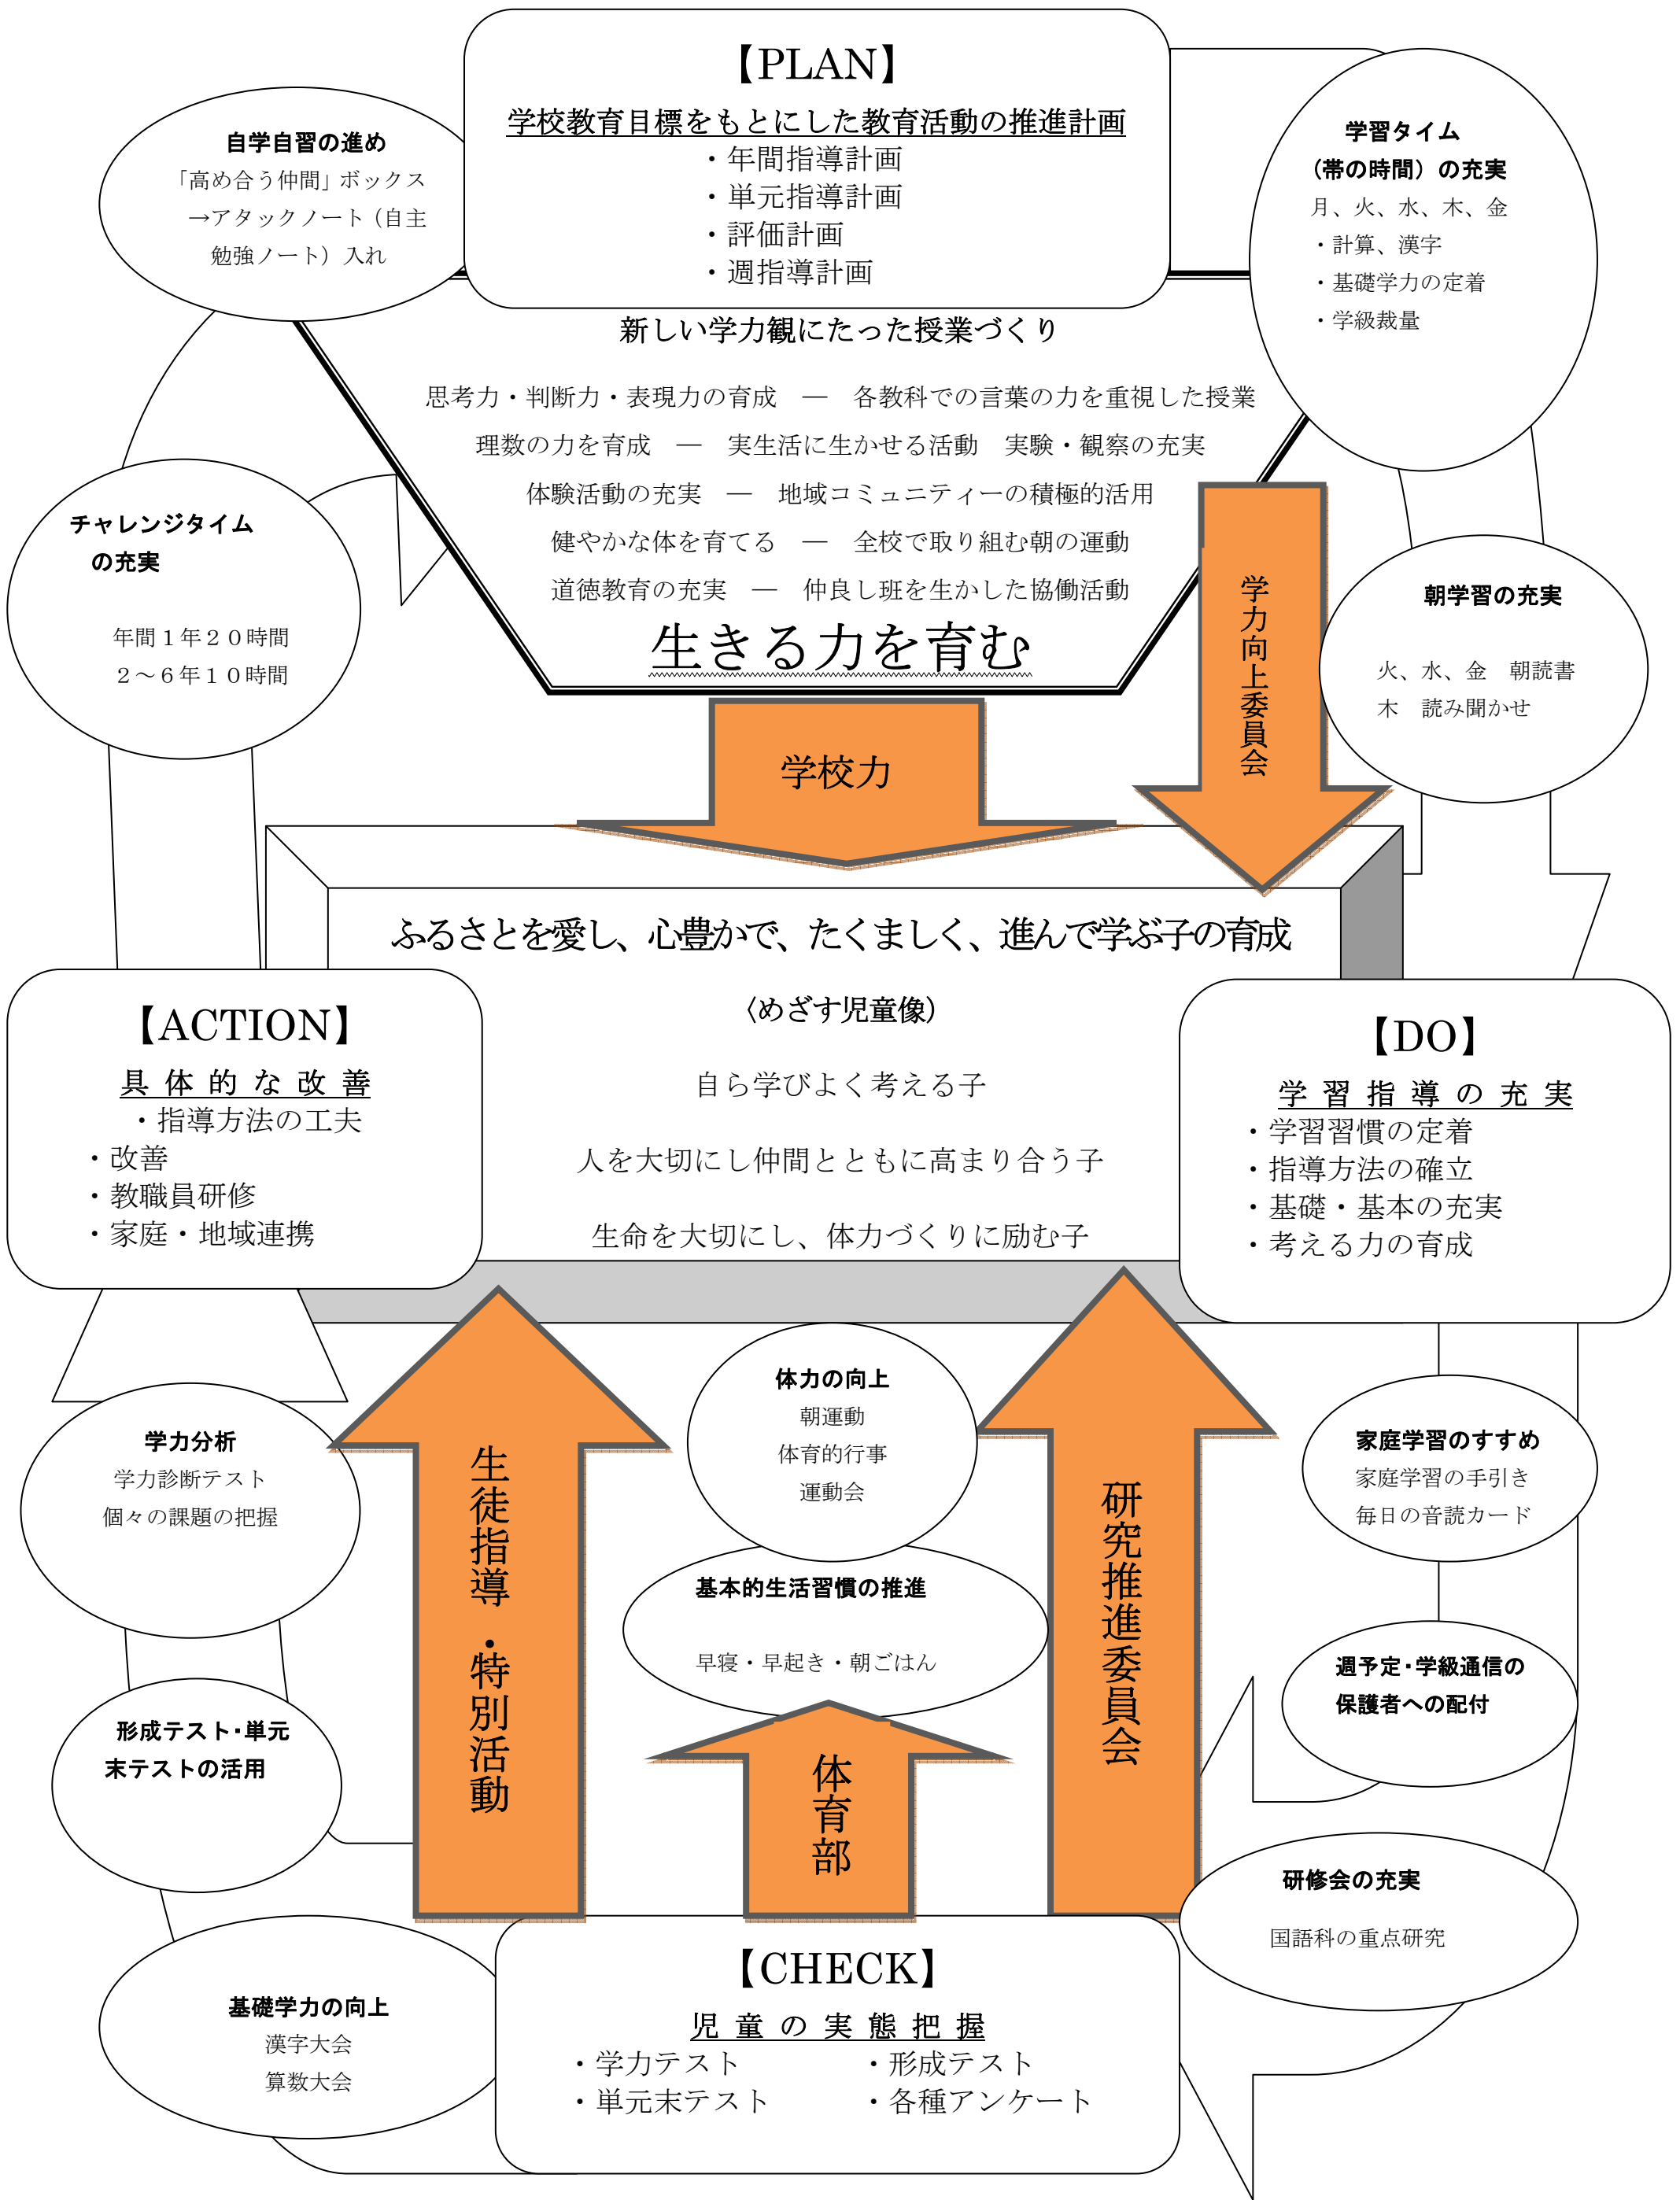 【PLAN】
学校教育目標をもとにした教育活動の推進計画
・年間指導計画
・単元指導計画
・評価計画
・週指導計画
自学自習の進め
「高め合う仲間」ボックス
→アタックノート（自主
勉強ノート）入れ
学習タイム
（帯の時間）の充実
月、火、水、木、金
・計算、漢字
・基礎学力の定着
・学級裁量
新しい学力観にたった授業づくり
思考力・判断力・表現力の育成　―　各教科での言葉の力を重視した授業
理数の力を育成　―　実生活に生かせる活動　実験・観察の充実
体験活動の充実　―　地域コミュニティーの積極的活用
健やかな体を育てる　―　全校で取り組む朝の運動
道徳教育の充実　―　仲良し班を生かした協働活動
生きる力を育む
チャレンジタイム
の充実
年間１年２０時間
２～６年１０時間
学力向上委員会
朝学習の充実
火、水、金　朝読書
木　読み聞かせ
学校力
ふるさとを愛し、心豊かで、たくましく、進んで学ぶ子の育成
〈めざす児童像〉
自ら学びよく考える子
人を大切にし仲間とともに高まり合う子
生命を大切にし、体力づくりに励む子
【ACTION】
具体的な改善
・指導方法の工夫
・改善
・教職員研修
・家庭・地域連携
【DO】
学習指導の充実
・学習習慣の定着
・指導方法の確立
・基礎・基本の充実
・考える力の育成
学力分析
学力診断テスト
個々の課題の把握
生徒指導・特別活動
体力の向上
朝運動
体育的行事
運動会
研究推進委員会
家庭学習のすすめ
家庭学習の手引き
毎日の音読カード
基本的生活習慣の推進
早寝・早起き・朝ごはん
週予定・学級通信の
保護者への配付
形成テスト・単元
末テストの活用
体育部
研修会の充実
国語科の重点研究
基礎学力の向上
漢字大会
算数大会
【CHECK】
児童の実態把握
・学力テスト　・形成テスト
・単元末テスト　・各種アンケート